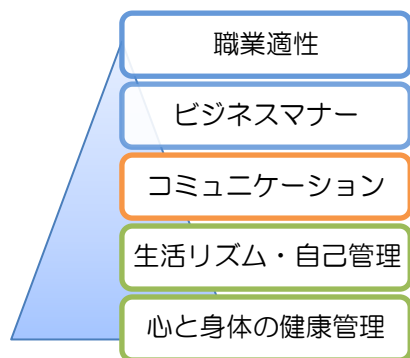 職業適性
ビジネスマナー
コミュニケーション
生活リズム・自己管理
心と身体の健康管理